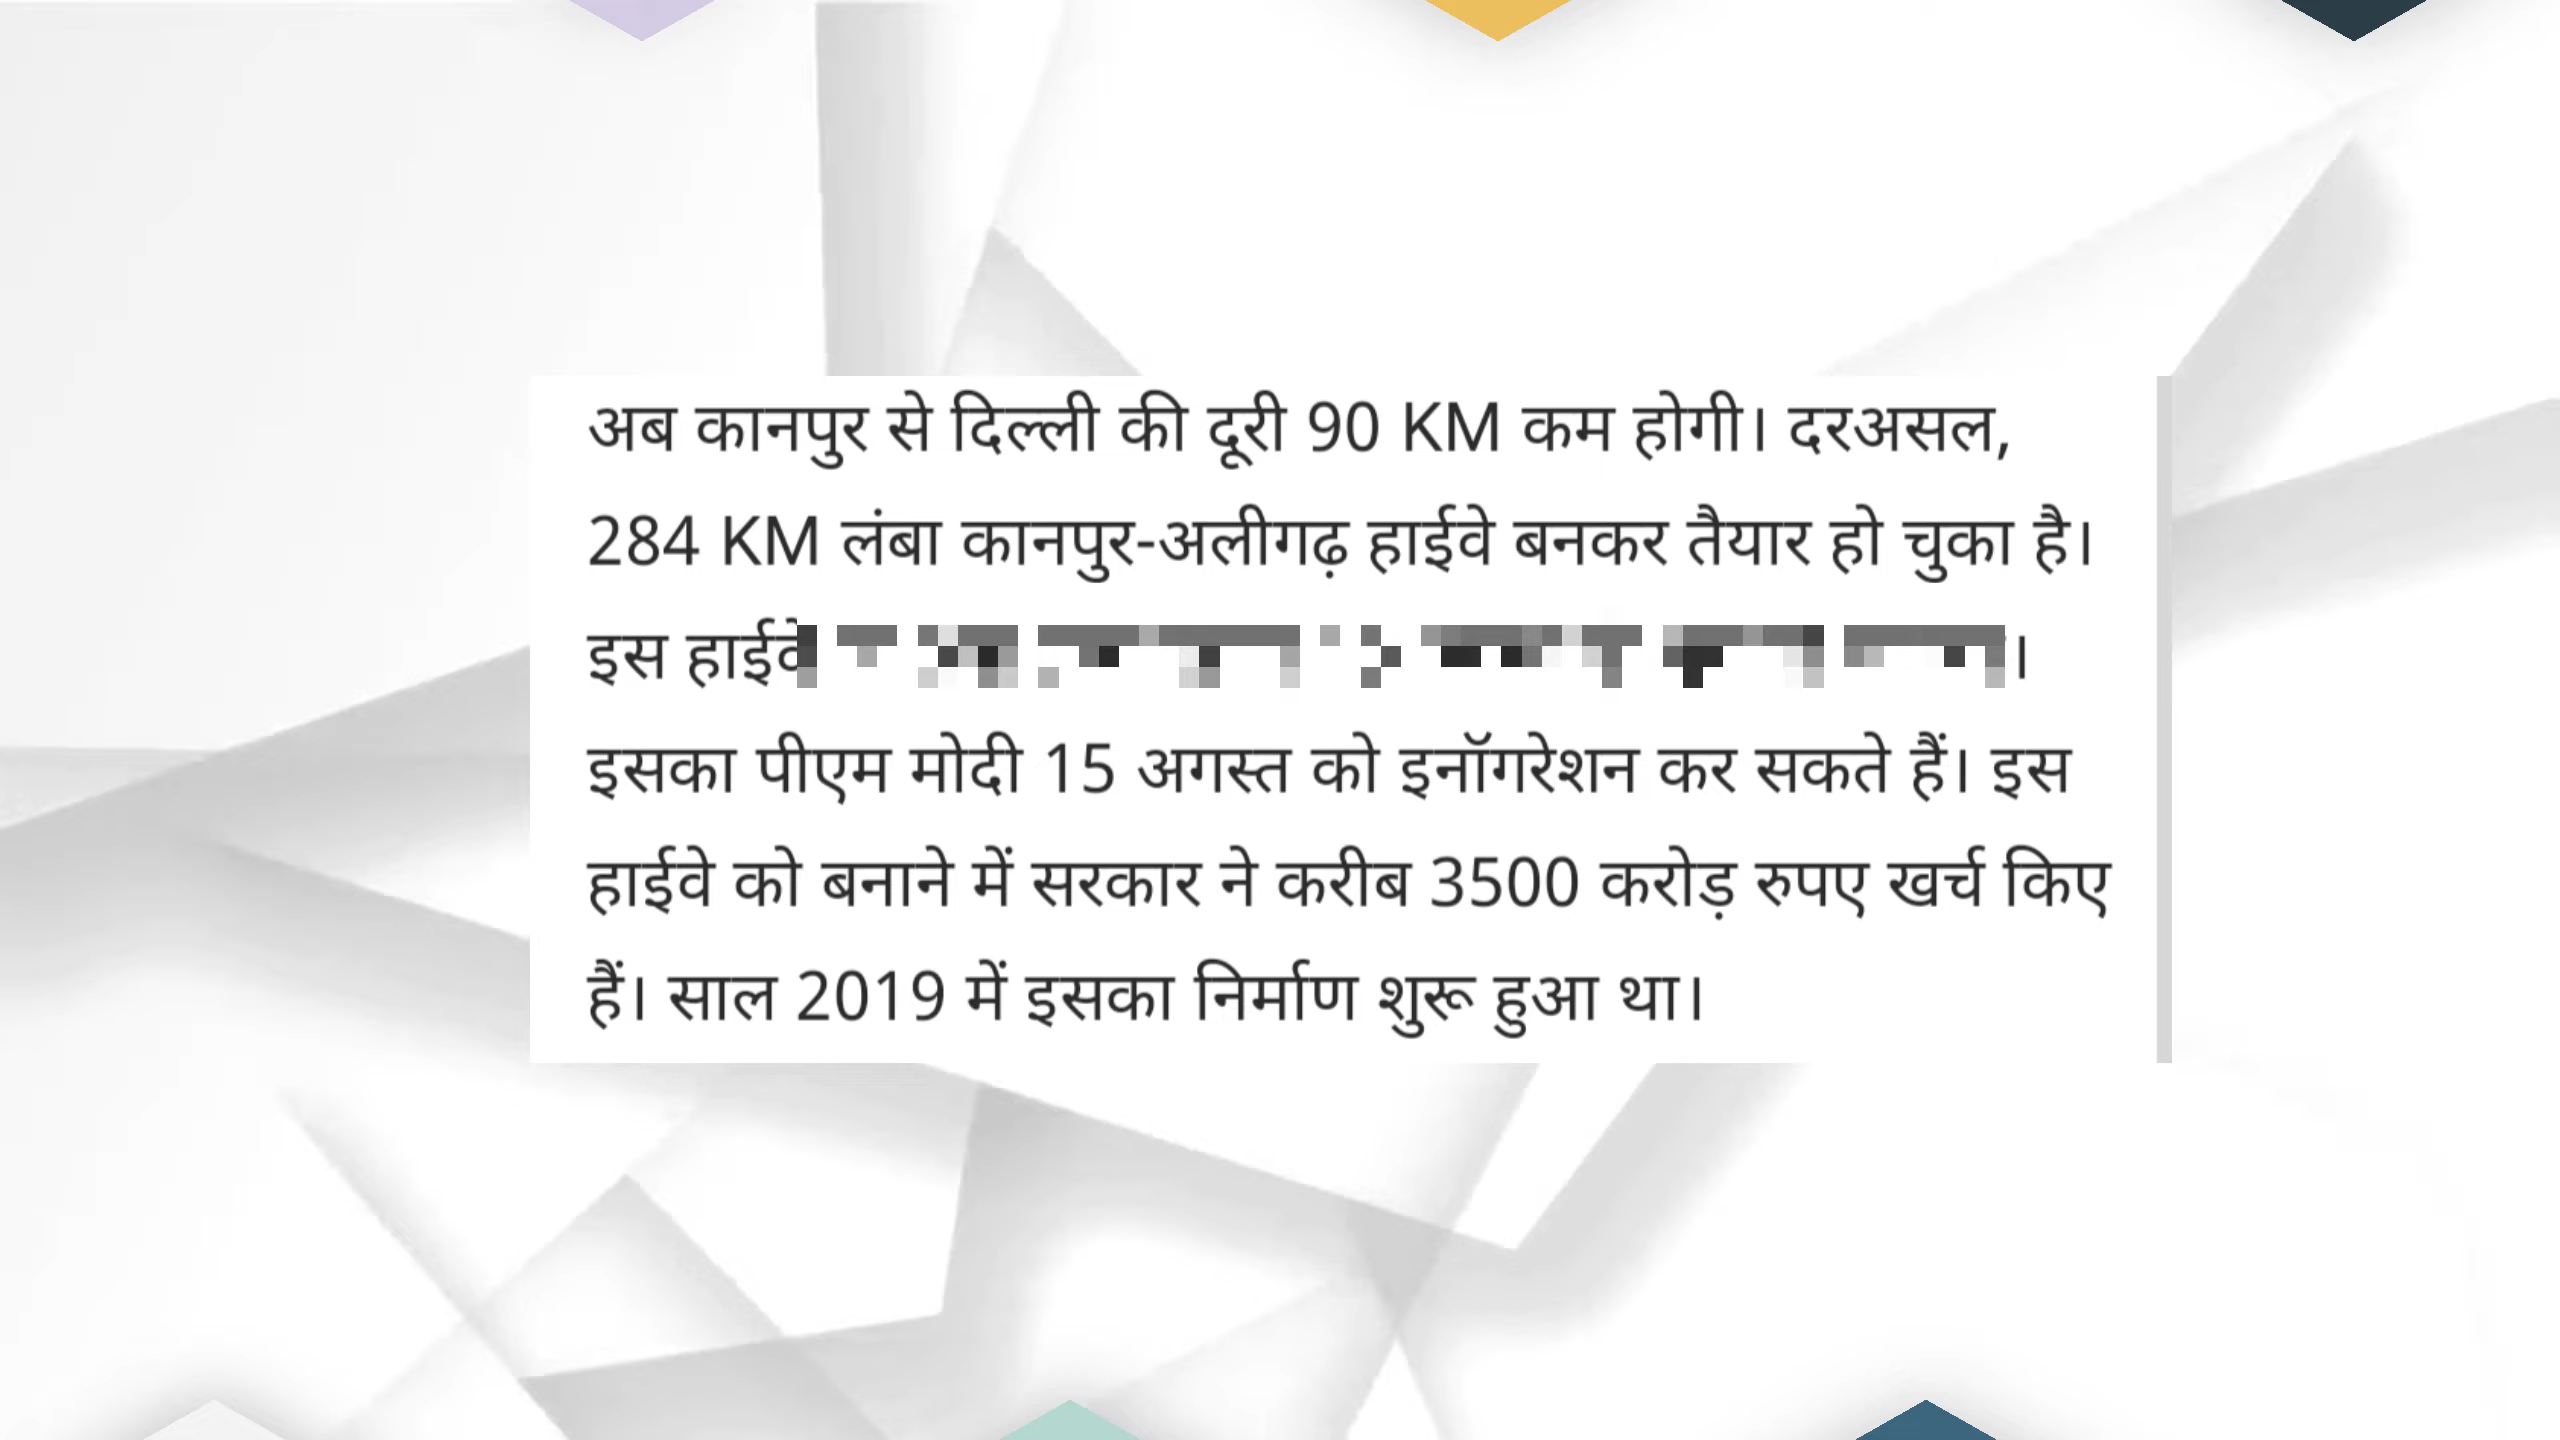 अब कानपुर से दिल्ली की दूरी 90 KM कम होगी। दरअसल,
284 KM लंबा कानपुर-अलीगढ़ हाईवे बनकर तैयार हो चुका है।
इस हाईवे
इसका पीएम मोदी 15 अगस्त को इनॉगरेशन कर सकते हैं। इस
हाईवे को बनाने में सरकार ने करीब 3500 करोड़ रुपए खर्च किए
हैं। साल 2019 में इसका निर्माण शुरू हुआ था।